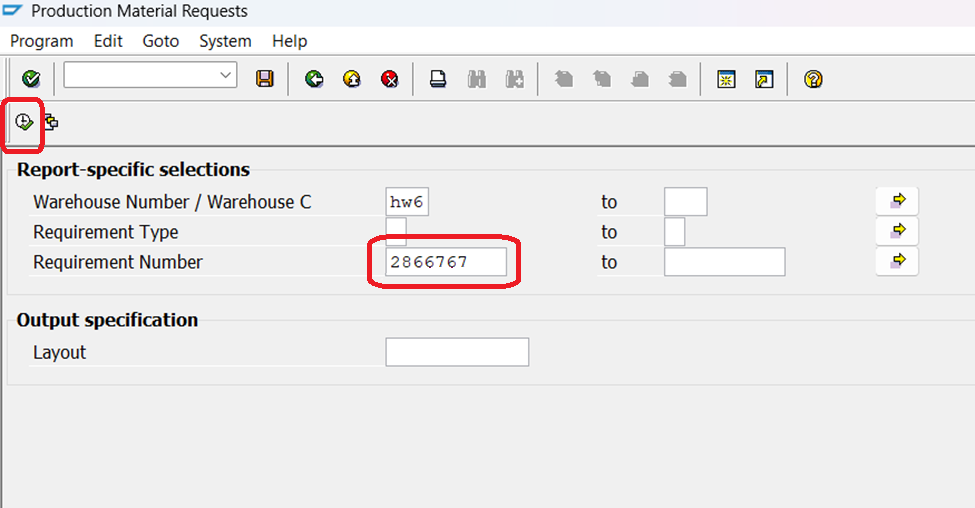 Production Material Requests
Program Edit Goto System Help
Report-specific selections
Warehouse Number / Warehouse C hw6 to
Requirement Type to
Requirement Number 2866767 to
Output specification
Layout